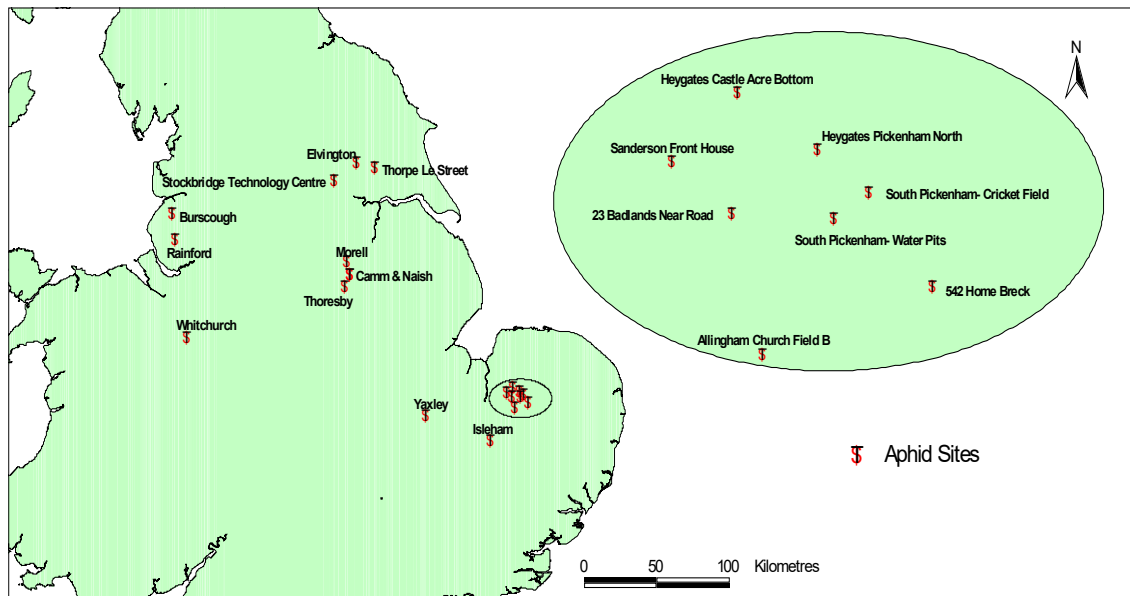 N
Heygates Castle Acre Bottom
Heygates Pickenham North
Sanderson Front House
South Pickenham- Cricket Field
23 Badlands Near Road
South Pickenham- Water Pits
542 Home Breck
Allingham Church Field B
Elvington
Thorpe Le Street
Stockbridge Technology Centre
Burscough
Rainford
Morell
Camm & Naish
Thoresby
Whitchurch
Yaxley
Isleham
Aphid Sites
0 50 100 Kilometres